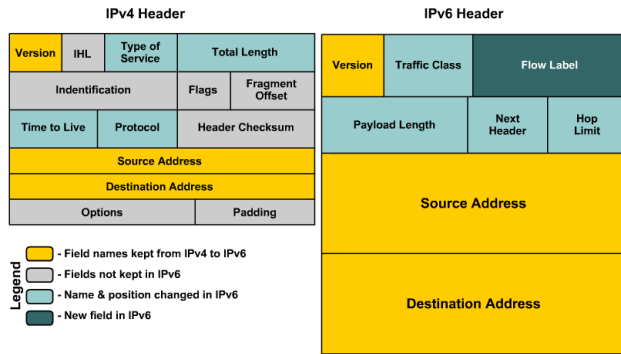 IPv4 Header
IPv6 Header
Version
IHL
Type of
Service
Total Length
Indentification
Flags
Fragment
Offset
Time to Live
Protocol
Header Checksum
Source Address
Destination Address
Options
Padding
Version
Traffic Class
Flow Label
Payload Length
Next
Header
Hop
Limit
Source Address
Destination Address
Legend
- Field names kept from IPv4 to IPv6
- Fields not kept in IPv6
- Name & position changed in IPv6
- New field in IPv6